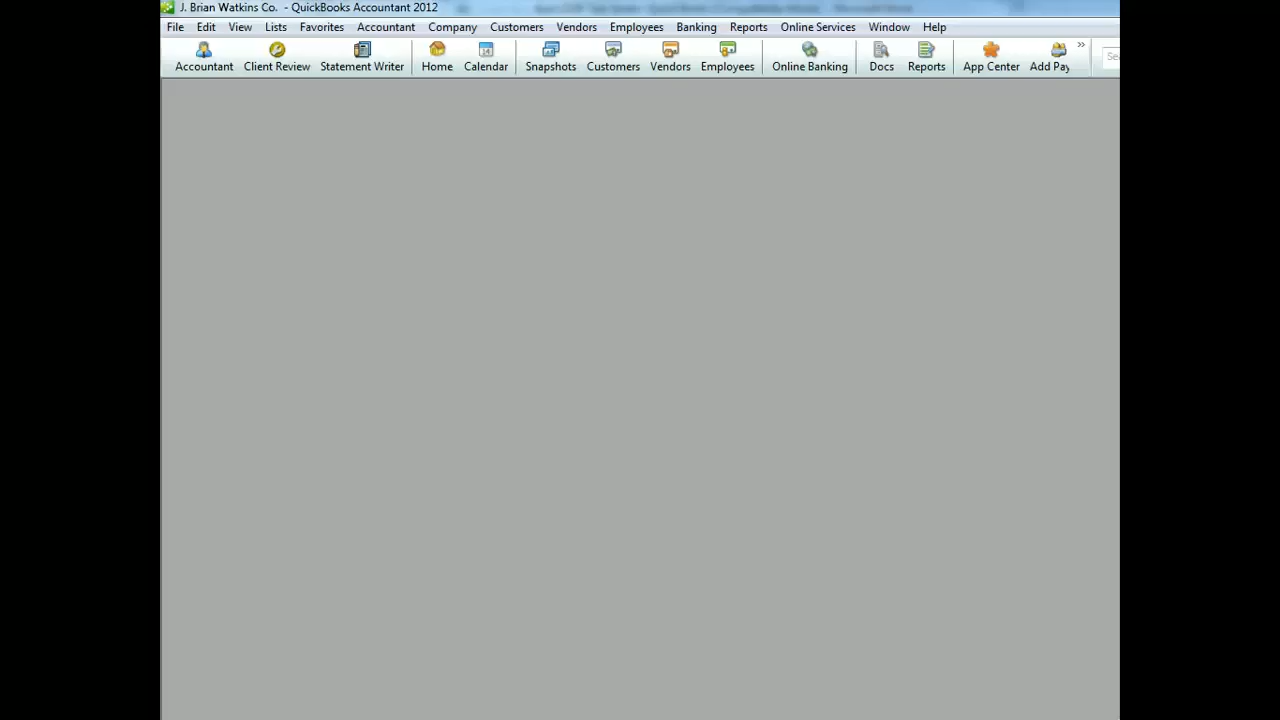 J. Brian Watkins Co. - QuickBooks Accountant 2012
File Edit View Lists Favorites Accountant Company Customers Vendors Employees Banking Reports Online Services Window Help
Accountant Client Review Statement Writer Home Calendar Snapshots Customers Vendors Employees Online Banking Docs Reports App Center Add Pay